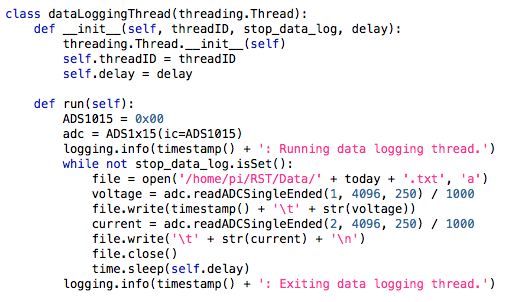 class dataLoggingThread(threading.Thread):
    def __init__(self, threadID, stop_data_log, delay):
        threading.Thread.__init__(self)
        self.threadID = threadID
        self.delay = delay

    def run(self):
        ADS1015 = 0x00
        adc = ADS1x15(ic=ADS1015)
        logging.info(timestamp() + ': Running data logging thread.')
        while not stop_data_log.isSet():
            file = open('/home/pi/RST/Data/' + today + '.txt', 'a')
            voltage = adc.readADCSingleEnded(1, 4096, 250) / 1000
            file.write(timestamp() + '\t' + str(voltage))
            current = adc.readADCSingleEnded(2, 4096, 250) / 1000
            file.write('\t' + str(current) + '\n')
            file.close()
            time.sleep(self.delay)
        logging.info(timestamp() + ': Exiting data logging thread.')